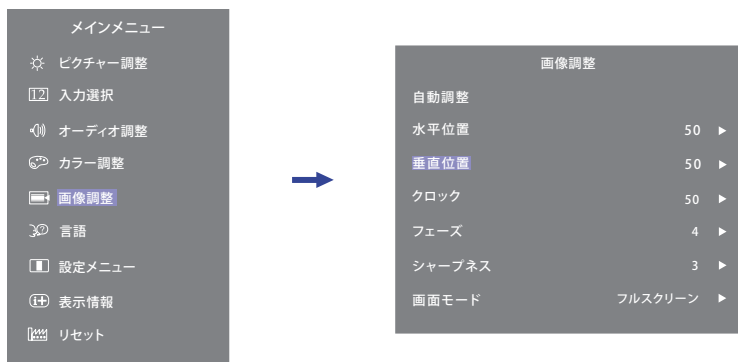 メインメニュー
ピクチャー調整
12 入力選択
オーディオ調整
カラー調整
画像調整
言語
設定メニュー
表示情報
リセット
画像調整
自動調整
水平位置 50
垂直位置 50
クロック 50
フェーズ 4
シャープネス 3
画面モード フルスクリーン